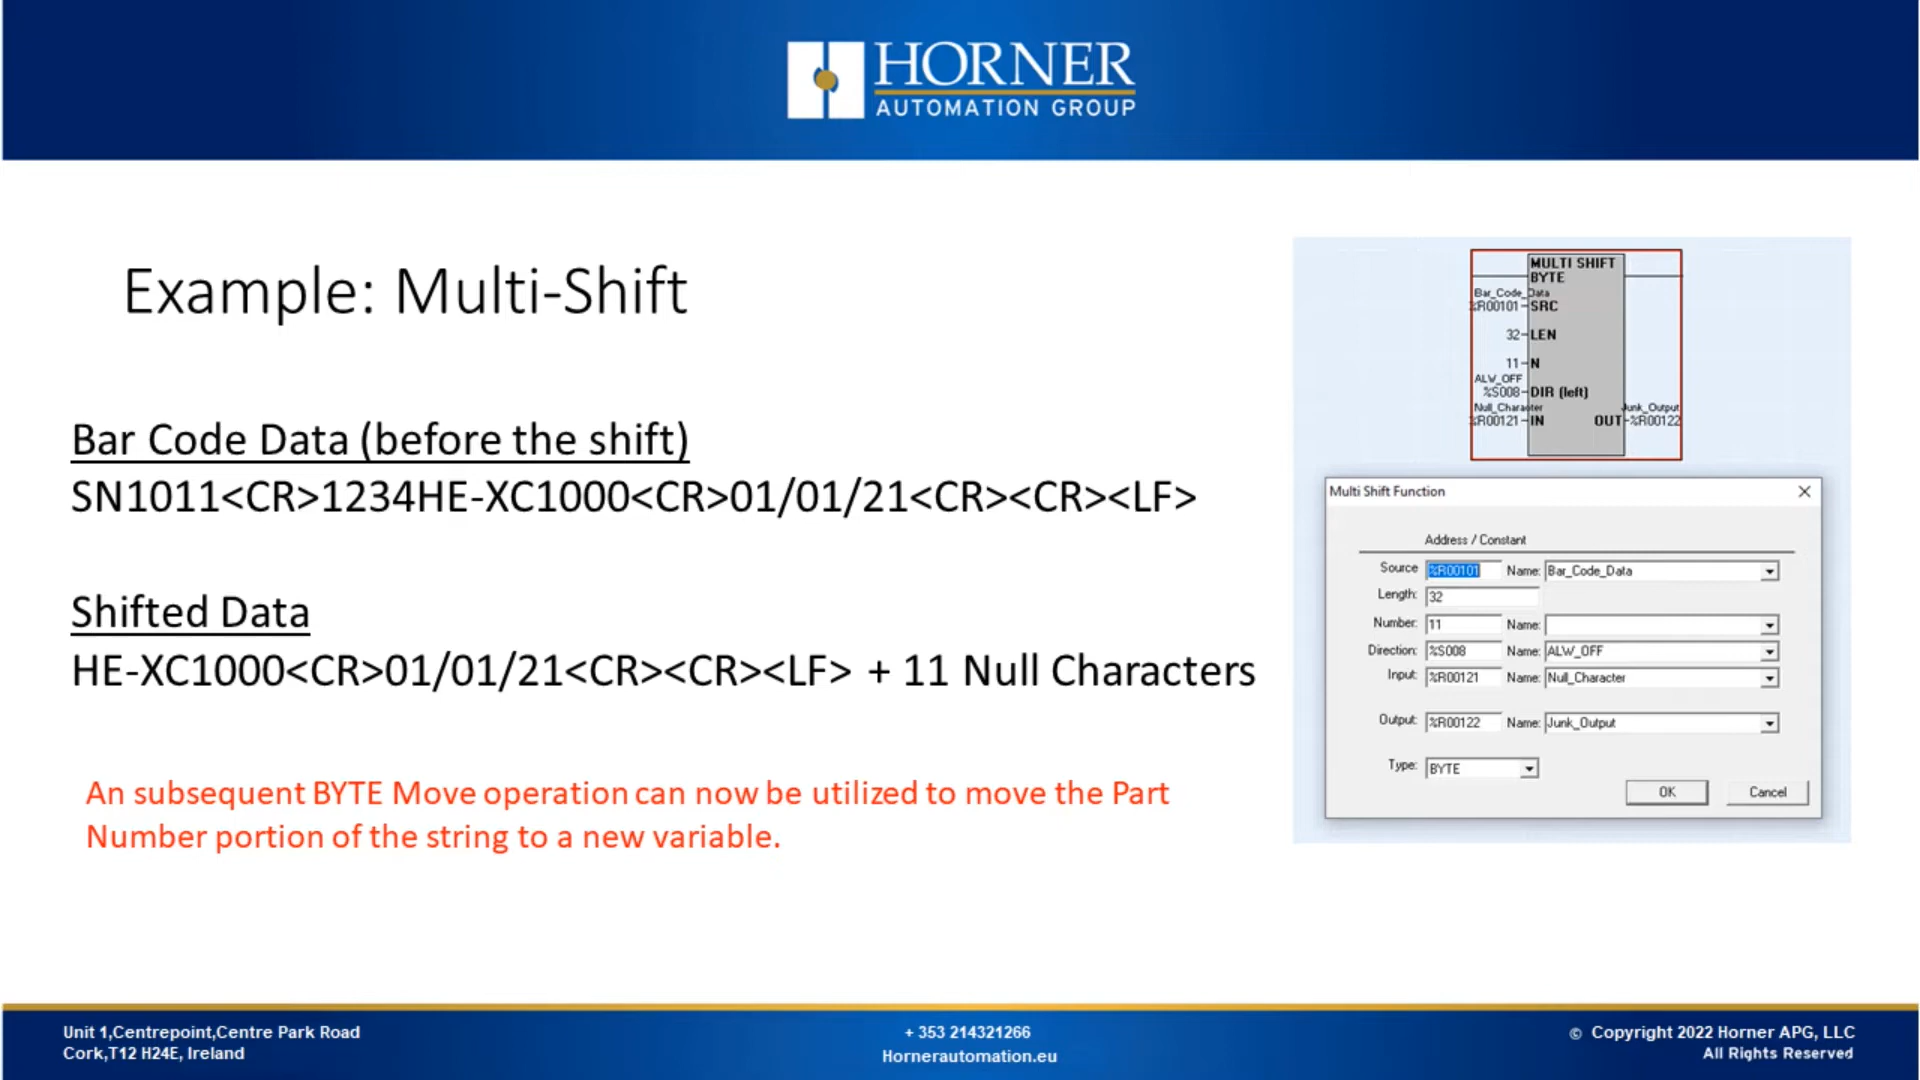 HORNER
AUTOMATION GROUP
Example: Multi-Shift
Bar Code Data (before the shift)
SN1011<CR>1234HE-XC1000<CR>01/01/21<CR><CR><LF>
Shifted Data
HE-XC1000<CR>01/01/21<CR><CR><LF> + 11 Null Characters
An subsequent BYTE Move operation can now be utilized to move the Part
Number portion of the string to a new variable.
MULTI SHIFT
BYTE
Bar_Code_Data
%R00101 SRC
32 LEN
11 N
ALW_OFF
%S008 DIR (left)
Null_Character Junk_Output
%R00121 IN OUT %R00122
Multi Shift Function
Address / Constant
Source %R00101 Name: Bar_Code_Data
Length: 32
Number: 11 Name:
Direction: %S008 Name: ALW_OFF
Input: %R00121 Name: Null_Character
Output: %R00122 Name: Junk_Output
Type: BYTE
OK Cancel
Unit 1,Centrepoint,Centre Park Road
Cork,T12 H24E, Ireland
+ 353 214321266
Hornerautomation.eu
© Copyright 2022 Horner APG, LLC
All Rights Reserved